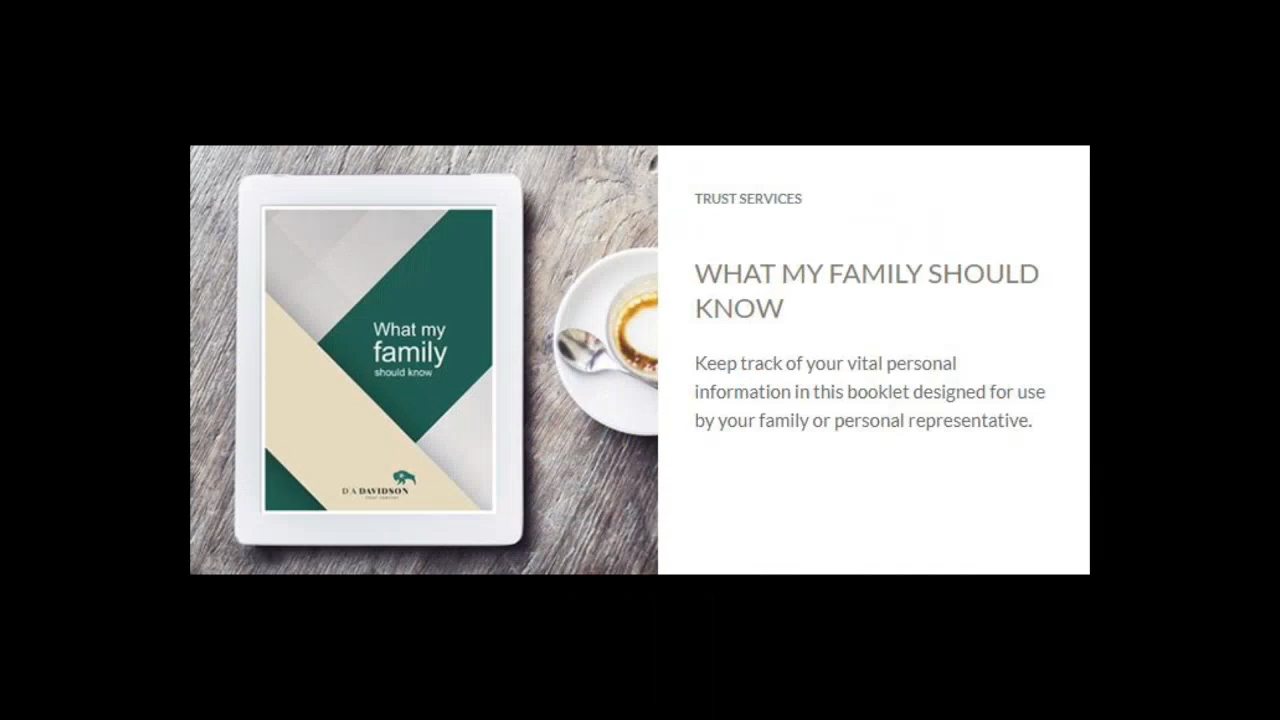 What my
family
should know
D A DAVIDSON
TRUST SERVICES
WHAT MY FAMILY SHOULD
KNOW
Keep track of your vital personal
information in this booklet designed for use
by your family or personal representative.